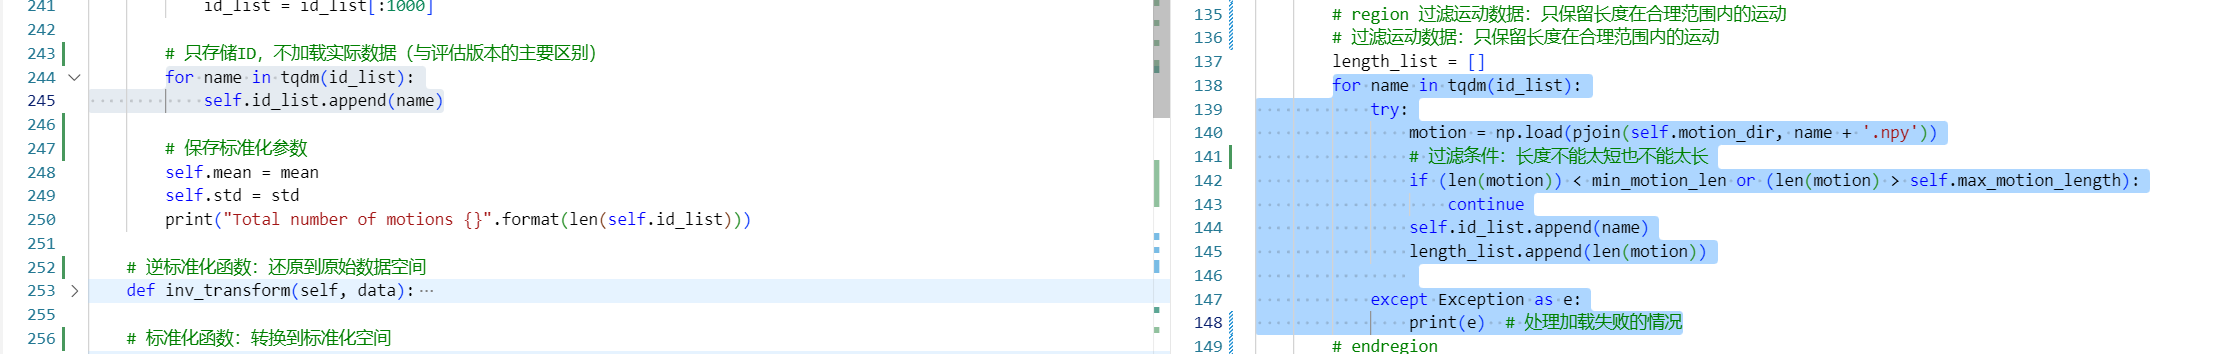 241 id_list = id_list[:1000]
242
243 # 只存储ID，不加载实际数据（与评估版本的主要区别）
244 for name in tqdm(id_list):
245 self.id_list.append(name)
246
247 # 保存标准化参数
248 self.mean = mean
249 self.std = std
250 print("Total number of motions {}".format(len(self.id_list)))
251
252 # 逆标准化函数：还原到原始数据空间
253 def inv_transform(self, data):…
255
256 # 标准化函数：转换到标准化空间
135 # region 过滤运动数据：只保留长度在合理范围内的运动
136 # 过滤运动数据：只保留长度在合理范围内的运动
137 length_list = []
138 for name in tqdm(id_list):
139 try:
140 motion = np.load(pjoin(self.motion_dir, name + '.npy'))
141 # 过滤条件：长度不能太短也不能太长
142 if (len(motion)) < min_motion_len or (len(motion) > self.max_motion_length):
143 continue
144 self.id_list.append(name)
145 length_list.append(len(motion))
146
147 except Exception as e:
148 print(e) # 处理加载失败的情况
149 # endregion